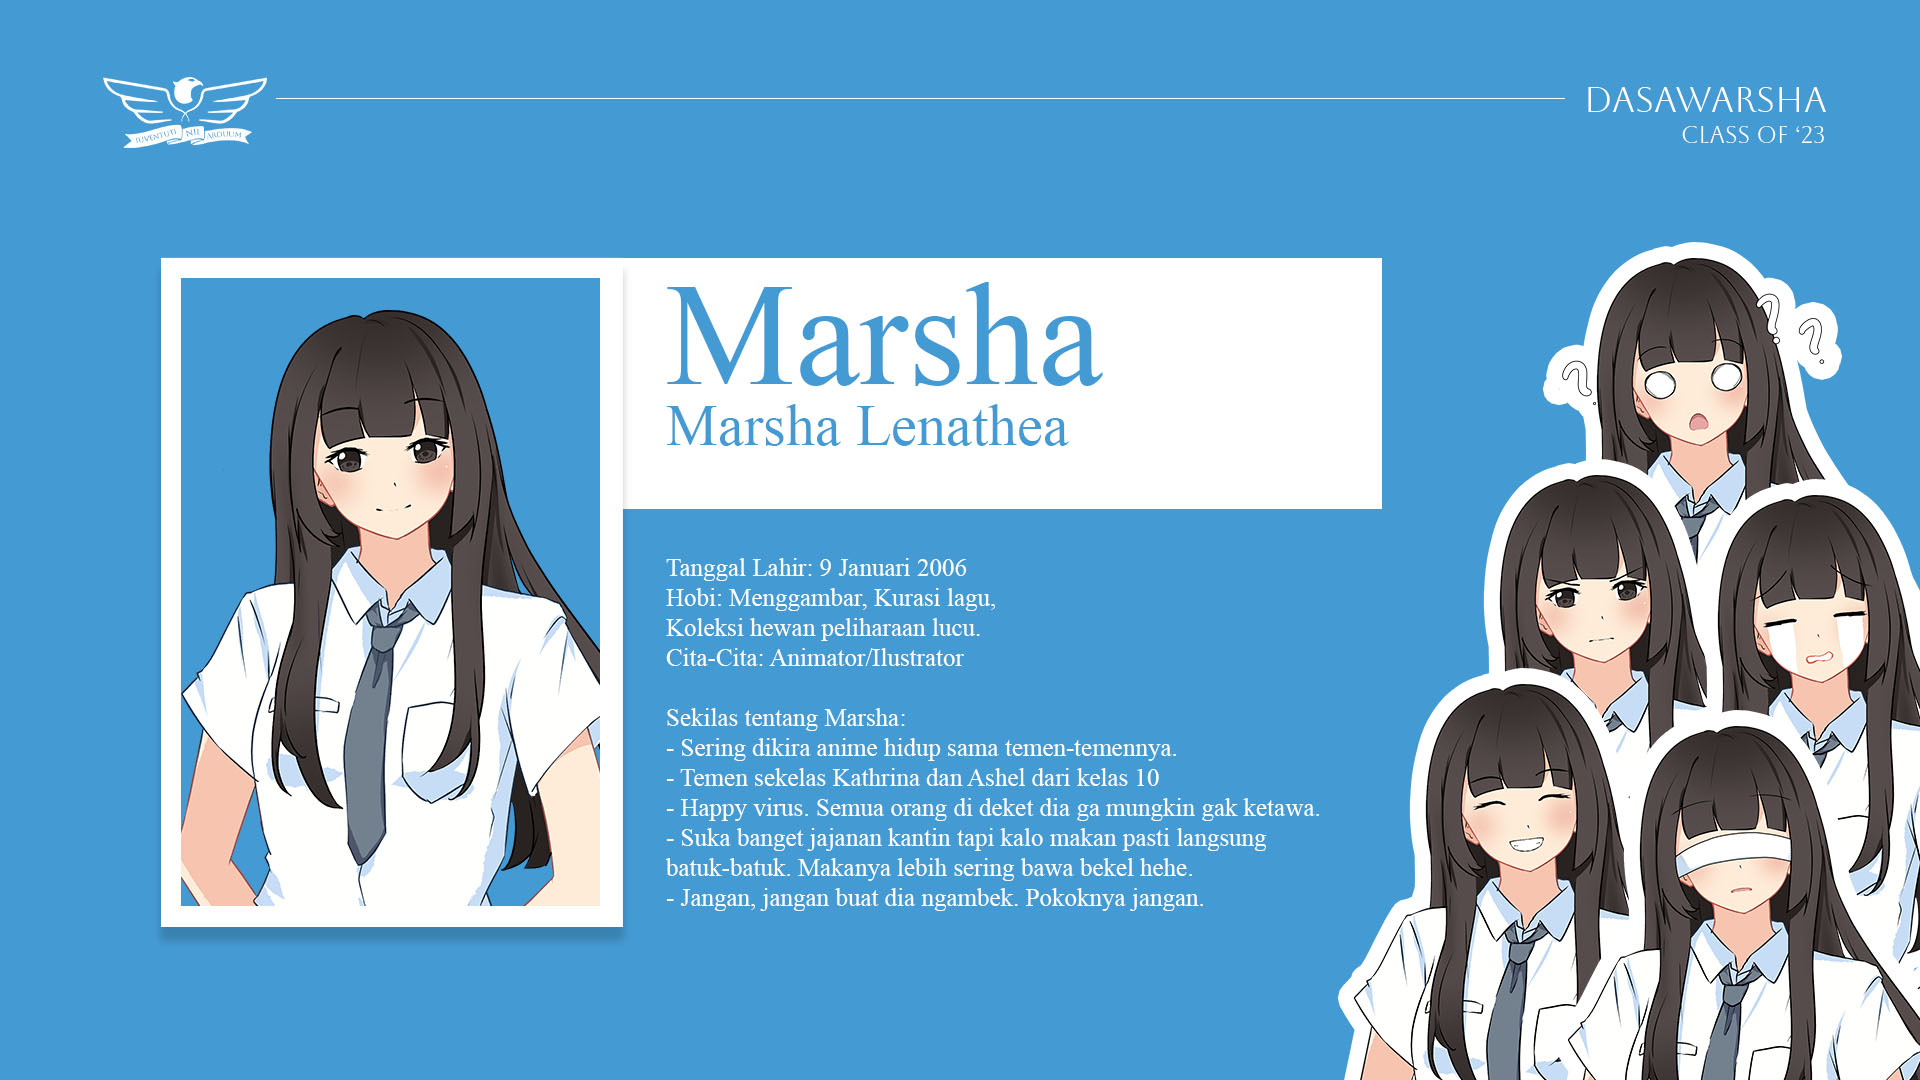 IUVENTUTI NIL ARDUUM
DASAWARSHA
CLASS OF ‘23
Marsha
Marsha Lenathea
Tanggal Lahir: 9 Januari 2006
Hobi: Menggambar, Kurasi lagu,
Koleksi hewan peliharaan lucu.
Cita-Cita: Animator/Ilustrator
Sekilas tentang Marsha:
- Sering dikira anime hidup sama temen-temennya.
- Temen sekelas Kathrina dan Ashel dari kelas 10
- Happy virus. Semua orang di deket dia ga mungkin gak ketawa.
- Suka banget jajanan kantin tapi kalo makan pasti langsung
batuk-batuk. Makanya lebih sering bawa bekel hehe.
- Jangan, jangan buat dia ngambek. Pokoknya jangan.
? ? ?